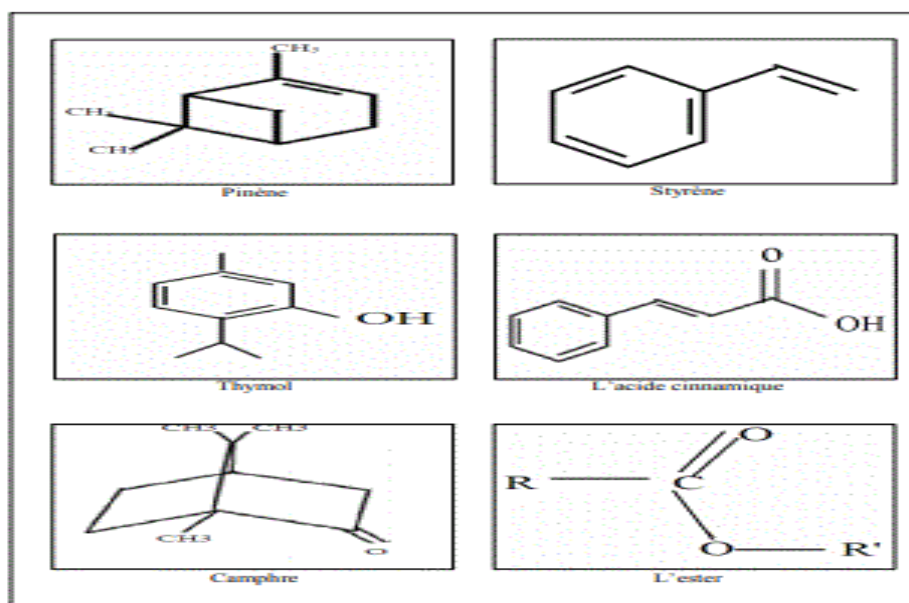 CH₃
CH₃
CH₃
Pinène
Styrène
OH
Thymol
O
OH
L'acide cinnamique
CH3 CH3
CH3
O
Camphre
O
R
C
O
R'
L'ester